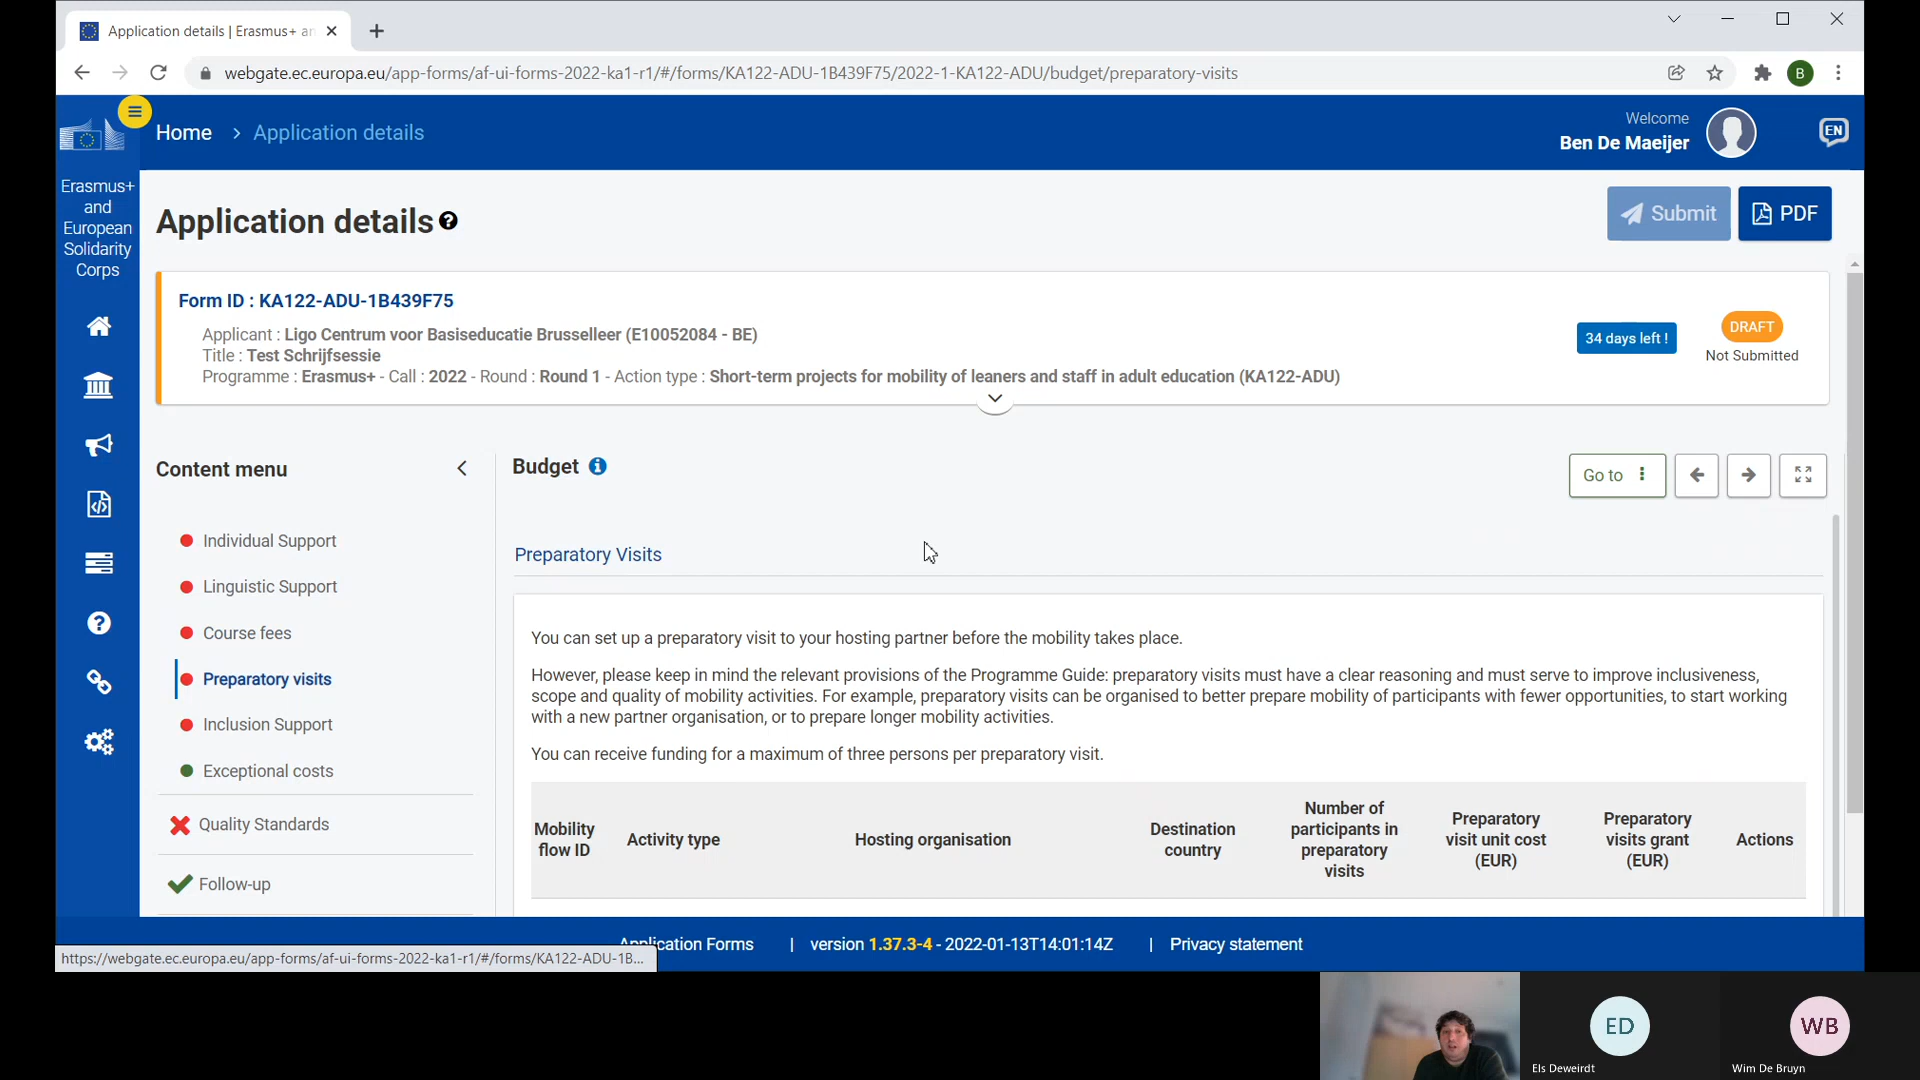 Application details | Erasmus+ an
webgate.ec.europa.eu/app-forms/af-ui-forms-2022-ka1-r1/#/forms/KA122-ADU-1B439F75/2022-1-KA122-ADU/budget/preparatory-visits
B
Home > Application details
Welcome
Ben De Maeijer
EN
Erasmus+
and
European
Solidarity
Corps
Application details
Submit
PDF
Form ID : KA122-ADU-1B439F75
Applicant : Ligo Centrum voor Basiseducatie Brusselleer (E10052084 - BE)
Title : Test Schrijfsessie
Programme : Erasmus+ - Call : 2022 - Round : Round 1 - Action type : Short-term projects for mobility of leaners and staff in adult education (KA122-ADU)
34 days left !
DRAFT
Not Submitted
Content menu
Individual Support
Linguistic Support
Course fees
Preparatory visits
Inclusion Support
Exceptional costs
Quality Standards
Follow-up
Budget
Go to
Preparatory Visits
You can set up a preparatory visit to your hosting partner before the mobility takes place.
However, please keep in mind the relevant provisions of the Programme Guide: preparatory visits must have a clear reasoning and must serve to improve inclusiveness,
scope and quality of mobility activities. For example, preparatory visits can be organised to better prepare mobility of participants with fewer opportunities, to start working
with a new partner organisation, or to prepare longer mobility activities.
You can receive funding for a maximum of three persons per preparatory visit.
Mobility
flow ID
Activity type
Hosting organisation
Destination
country
Number of
participants in
preparatory
visits
Preparatory
visit unit cost
(EUR)
Preparatory
visits grant
(EUR)
Actions
Application Forms | version 1.37.3-4 - 2022-01-13T14:01:14Z | Privacy statement
https://webgate.ec.europa.eu/app-forms/af-ui-forms-2022-ka1-r1/#/forms/KA122-ADU-1B...
ED
Els Deweirdt
WB
Wim De Bruyn